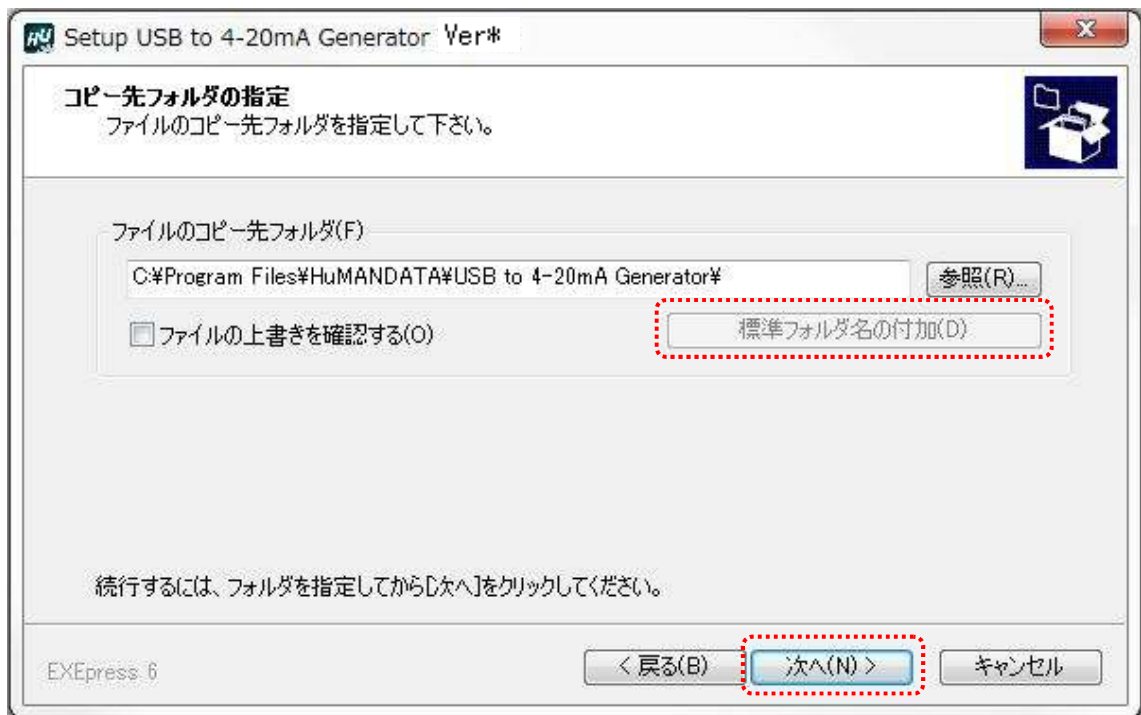 Setup USB to 4-20mA Generator Ver*
コピー先フォルダの指定
ファイルのコピー先フォルダを指定して下さい。
ファイルのコピー先フォルダ(F)
C:¥Program Files¥HuMANDATA¥USB to 4-20mA Generator¥
参照(R)...
ファイルの上書きを確認する(O)
標準フォルダ名の付加(D)
続行するには、フォルダを指定してから[次へ]をクリックしてください。
EXEpress 6
< 戻る(B)
次へ(N) >
キャンセル